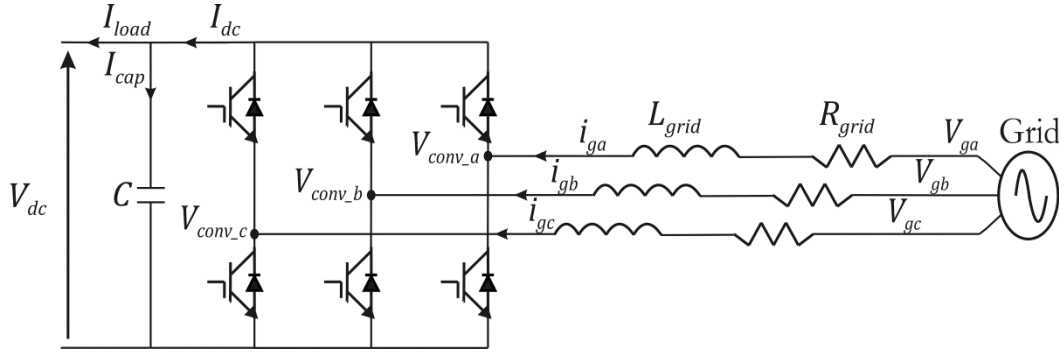 I_load
I_dc
I_cap
L_grid
R_grid
Grid
i_ga
V_ga
V_conv_a
V_gb
V_conv_b
i_gb
V_dc
C
V_gc
V_conv_c
i_gc